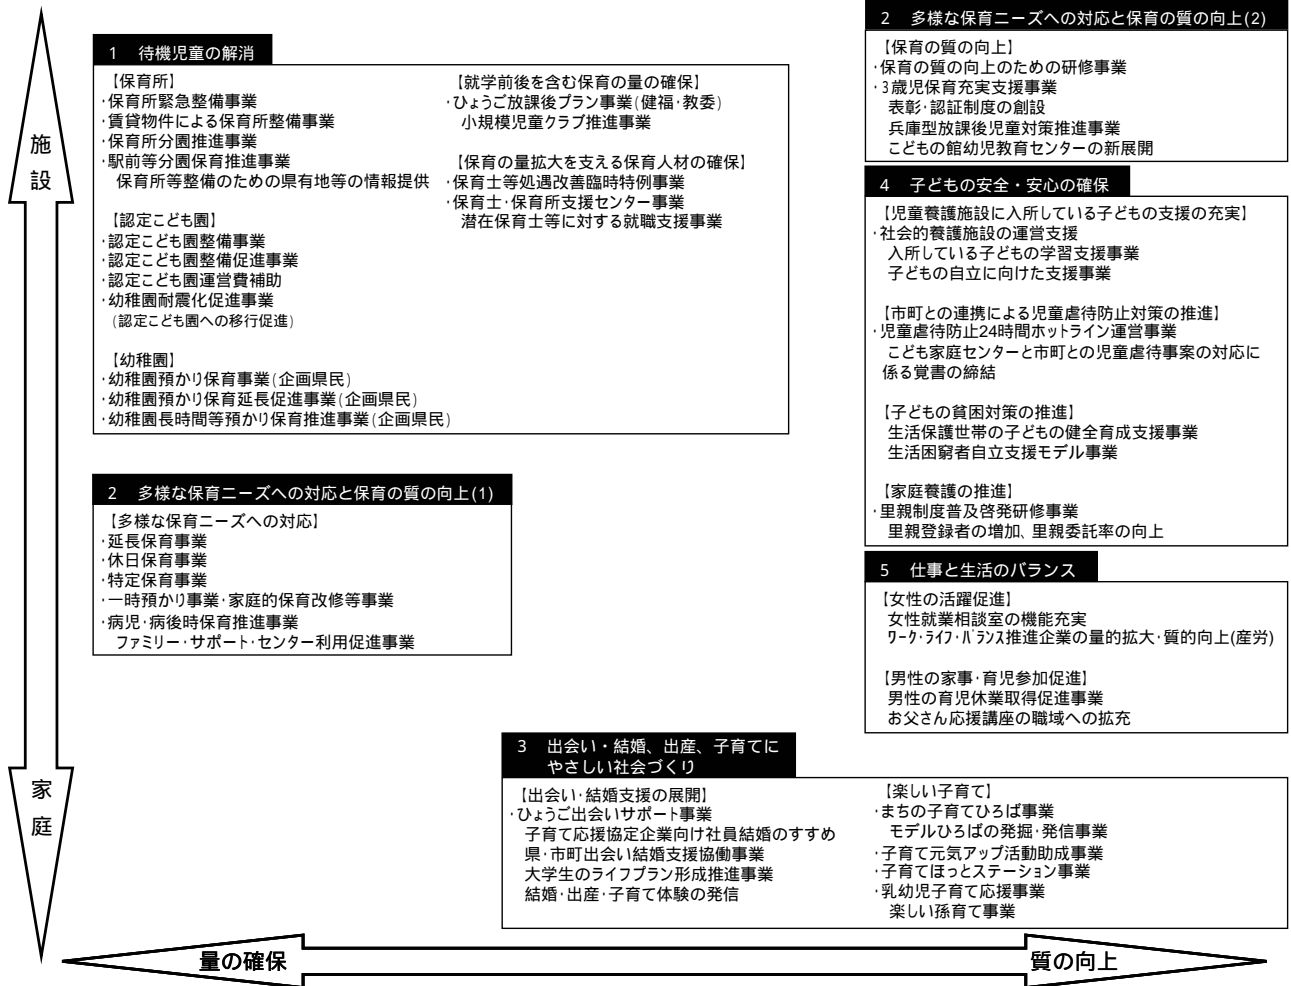 施
設
家
庭
1　待機児童の解消
【保育所】
・保育所緊急整備事業
・賃貸物件による保育所整備事業
・保育所分園推進事業
・駅前等分園保育推進事業
保育所等整備のための県有地等の情報提供
【認定こども園】
・認定こども園整備事業
・認定こども園整備促進事業
・認定こども園運営費補助
・幼稚園耐震化促進事業
(認定こども園への移行促進)
【幼稚園】
・幼稚園預かり保育事業(企画県民)
・幼稚園預かり保育延長促進事業(企画県民)
・幼稚園長時間等預かり保育推進事業(企画県民)
【就学前後を含む保育の量の確保】
・ひょうご放課後プラン事業(健福・教委)
小規模児童クラブ推進事業
【保育の量拡大を支える保育人材の確保】
・保育士等処遇改善臨時特例事業
・保育士・保育所支援センター事業
潜在保育士等に対する就職支援事業
2　多様な保育ニーズへの対応と保育の質の向上(1)
【多様な保育ニーズへの対応】
・延長保育事業
・休日保育事業
・特定保育事業
・一時預かり事業・家庭的保育改修等事業
・病児・病後時保育推進事業
ファミリー・サポート・センター利用促進事業
2　多様な保育ニーズへの対応と保育の質の向上(2)
【保育の質の向上】
・保育の質の向上のための研修事業
・3歳児保育充実支援事業
表彰・認証制度の創設
兵庫型放課後児童対策推進事業
こどもの館幼児教育センターの新展開
4　子どもの安全・安心の確保
【児童養護施設に入所している子どもの支援の充実】
・社会的養護施設の運営支援
入所している子どもの学習支援事業
子どもの自立に向けた支援事業
【市町との連携による児童虐待防止対策の推進】
・児童虐待防止24時間ホットライン運営事業
こども家庭センターと市町との児童虐待事案の対応に
係る覚書の締結
【子どもの貧困対策の推進】
生活保護世帯の子どもの健全育成支援事業
生活困窮者自立支援モデル事業
【家庭養護の推進】
・里親制度普及啓発研修事業
里親登録者の増加、里親委託率の向上
5　仕事と生活のバランス
【女性の活躍促進】
女性就業相談室の機能充実
ﾜｰｸ・ﾗｲﾌ・ﾊﾞﾗﾝｽ推進企業の量的拡大・質的向上(産労)
【男性の家事・育児参加促進】
男性の育児休業取得促進事業
お父さん応援講座の職域への拡充
3　出会い・結婚、出産、子育てに
やさしい社会づくり
【出会い・結婚支援の展開】
・ひょうご出会いサポート事業
子育て応援協定企業向け社員結婚のすすめ
県・市町出会い結婚支援協働事業
大学生のライフプラン形成推進事業
結婚・出産・子育て体験の発信
【楽しい子育て】
・まちの子育てひろば事業
モデルひろばの発掘・発信事業
・子育て元気アップ活動助成事業
・子育てほっとステーション事業
・乳幼児子育て応援事業
楽しい孫育て事業
量の確保
質の向上